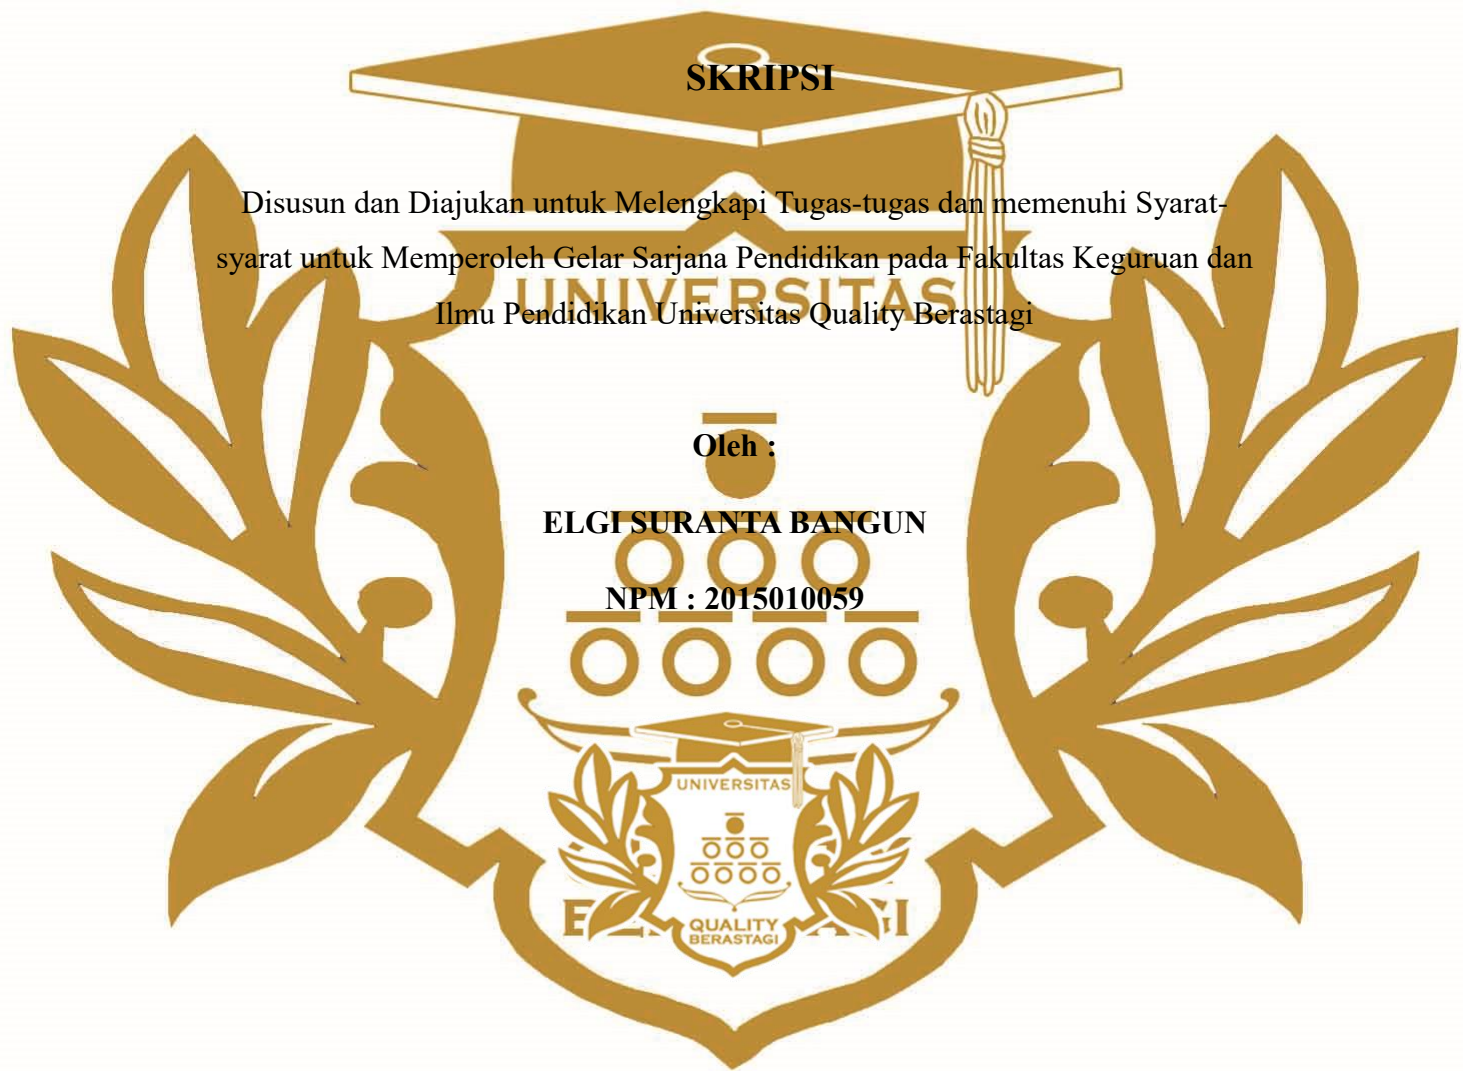 SKRIPSI
Disusun dan Diajukan untuk Melengkapi Tugas-tugas dan memenuhi Syarat-
syarat untuk Memperoleh Gelar Sarjana Pendidikan pada Fakultas Keguruan dan
UNIVERSITAS
Ilmu Pendidikan Universitas Quality Berastagi
Oleh :
ELGI SURANTA BANGUN
NPM : 2015010059
UNIVERSITAS
QUALITY
BERASTAGI